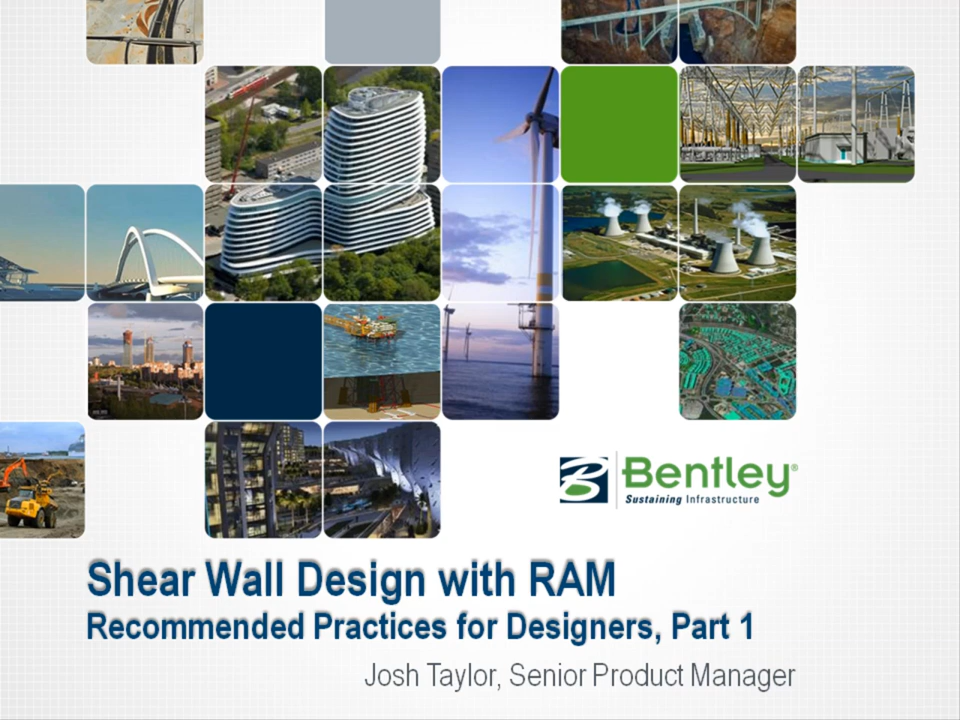 Bentley®
Sustaining Infrastructure
Shear Wall Design with RAM
Recommended Practices for Designers, Part 1
Josh Taylor, Senior Product Manager